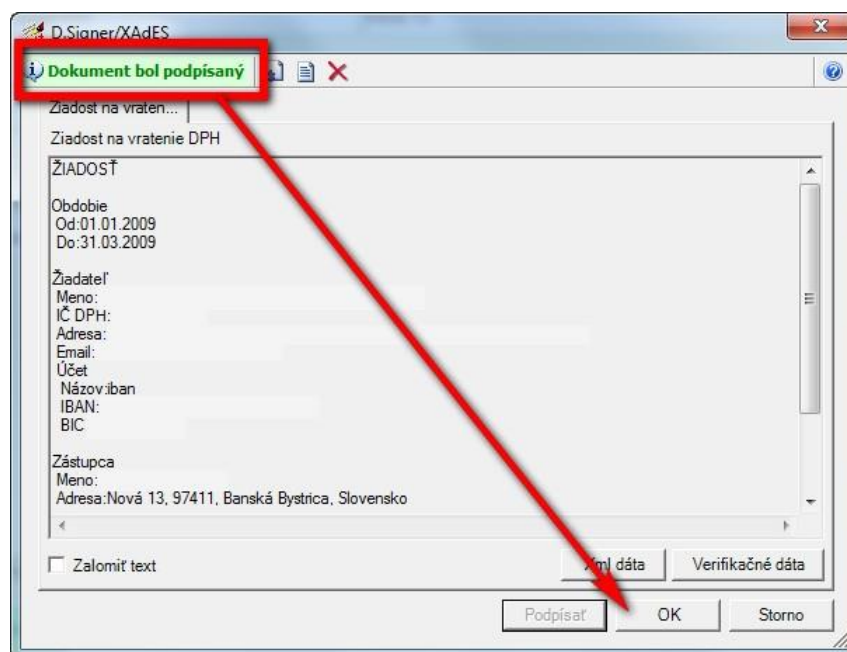 D.Signer/XAdES
Dokument bol podpísaný
Ziadost na vraten...
Ziadost na vratenie DPH
ŽIADOSŤ
Obdobie
Od:01.01.2009
Do:31.03.2009
Žiadateľ
Meno:
IČ DPH:
Adresa:
Email:
Účet
Názov:iban
IBAN:
BIC
Zástupca
Meno:
Adresa:Nová 13, 97411, Banská Bystrica, Slovensko
Zalomiť text
Xml dáta
Verifikačné dáta
Podpísať
OK
Storno